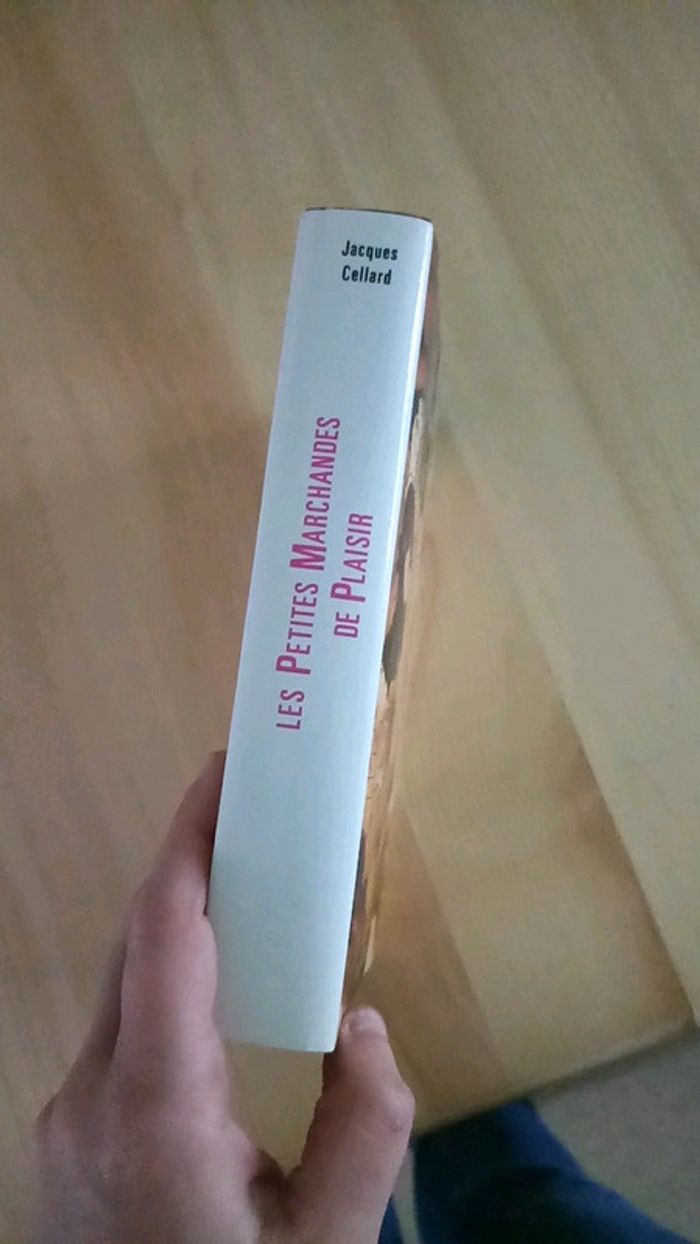 Jacques
Cellard
LES PETITES MARCHANDES
DE PLAISIR